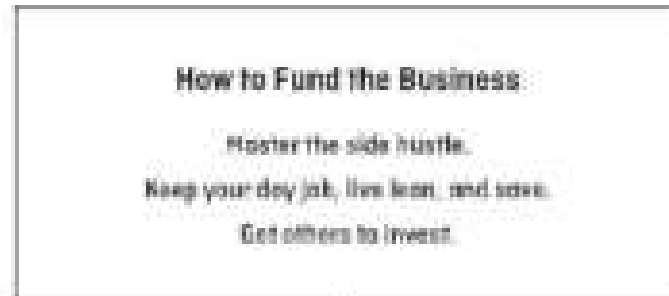 How to Fund the Business
Master the side hustle.
Keep your day job, live lean, and save.
Get others to invest.